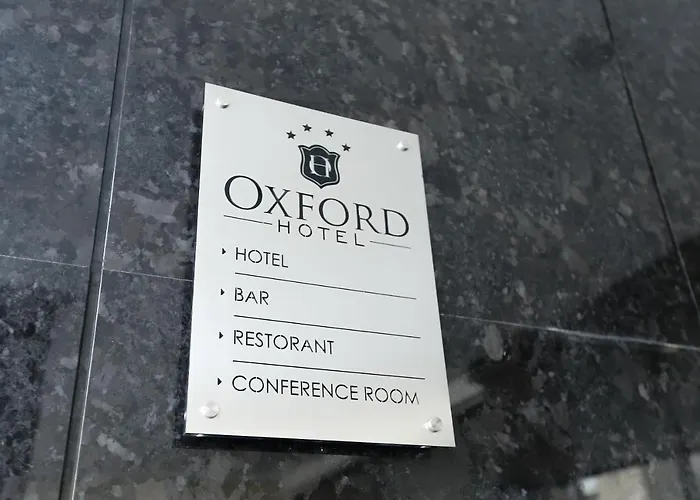 OXFORD
HOTEL
HOTEL
BAR
RESTORANT
CONFERENCE ROOM